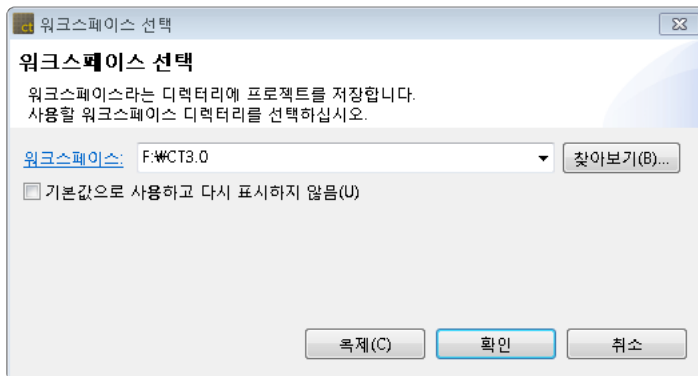 ct 워크스페이스 선택
워크스페이스 선택
워크스페이스라는 디렉터리에 프로젝트를 저장합니다.
사용할 워크스페이스 디렉터리를 선택하십시오.
워크스페이스: F:₩CT3.0 찾아보기(B)...
기본값으로 사용하고 다시 표시하지 않음(U)
복제(C) 확인 취소